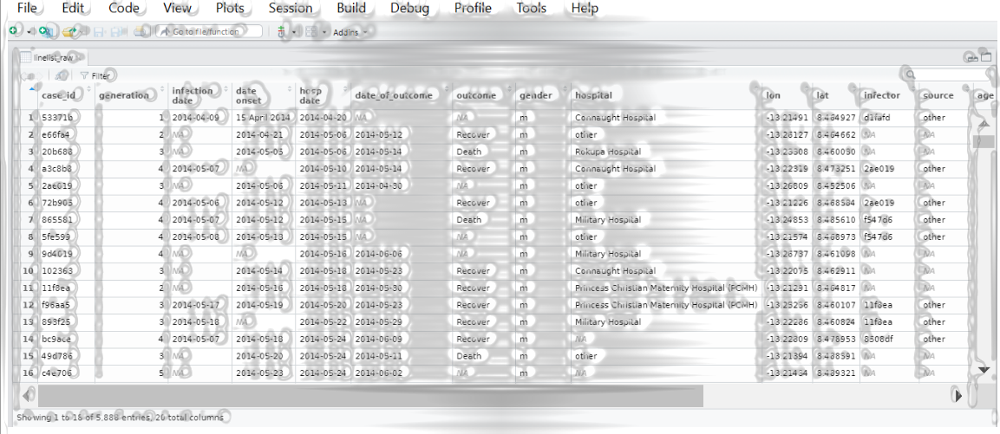 File Edit Code View Plots Session Build Debug Profile Tools Help
Go to file/function Addins
linelist_raw
Filter
case_id generation infection date date onset hosp date date_of_outcome outcome gender hospital lon lat infector source age
1 53371b 1 2014-04-09 15 April 2014 2014-04-20 NA NA m Connaught Hospital -13.21491 8.464927 d1fafd other
2 e66fa4 2 NA 2014-04-21 2014-05-06 2014-05-12 Recover m other -13.26127 8.464662 NA NA
3 20b688 3 NA 2014-05-05 2014-05-06 2014-05-14 Death m Rokupa Hospital -13.23308 8.460030 NA NA
4 a3c8b8 4 2014-05-07 NA 2014-05-10 2014-05-14 Recover m Connaught Hospital -13.22319 8.473251 2ae019 other
5 2ae019 3 NA 2014-05-06 2014-05-11 2014-04-30 NA m other -13.26809 8.452506 NA NA
6 72b905 4 2014-05-06 2014-05-12 2014-05-13 NA Recover m other -13.21226 8.468584 2ae019 other
7 865581 4 2014-05-07 2014-05-12 2014-05-15 NA Death m Military Hospital -13.24853 8.485610 f547d6 other
8 5fe599 4 2014-05-08 2014-05-13 2014-05-15 NA NA m other -13.21574 8.468973 f547d6 other
9 9d4019 4 NA NA 2014-05-16 2014-06-06 NA m Military Hospital -13.26737 8.461098 NA NA
10 102363 3 NA 2014-05-14 2014-05-18 2014-05-23 Recover m Connaught Hospital -13.22075 8.462911 NA NA
11 11f8ea 2 NA 2014-05-16 2014-05-18 2014-05-30 Recover m Princess Christian Maternity Hospital (PCMH) -13.21291 8.464817 NA NA
12 f96aa5 3 2014-05-17 2014-05-19 2014-05-20 2014-05-23 Recover m Princess Christian Maternity Hospital (PCMH) -13.25256 8.460107 11f8ea other
13 893f25 3 2014-05-18 NA 2014-05-22 2014-05-29 Recover m Military Hospital -13.22286 8.460824 11f8ea other
14 bc9ace 4 2014-05-07 2014-05-18 2014-05-24 2014-06-09 Recover m NA -13.22809 8.478953 8508df other
15 49d786 3 NA 2014-05-20 2014-05-24 2014-05-11 Death m other -13.21394 8.488591 NA NA
16 c4e706 5 NA 2014-05-23 2014-05-24 2014-06-02 NA m NA -13.21434 8.489321 NA NA
Showing 1 to 18 of 5,888 entries, 20 total columns